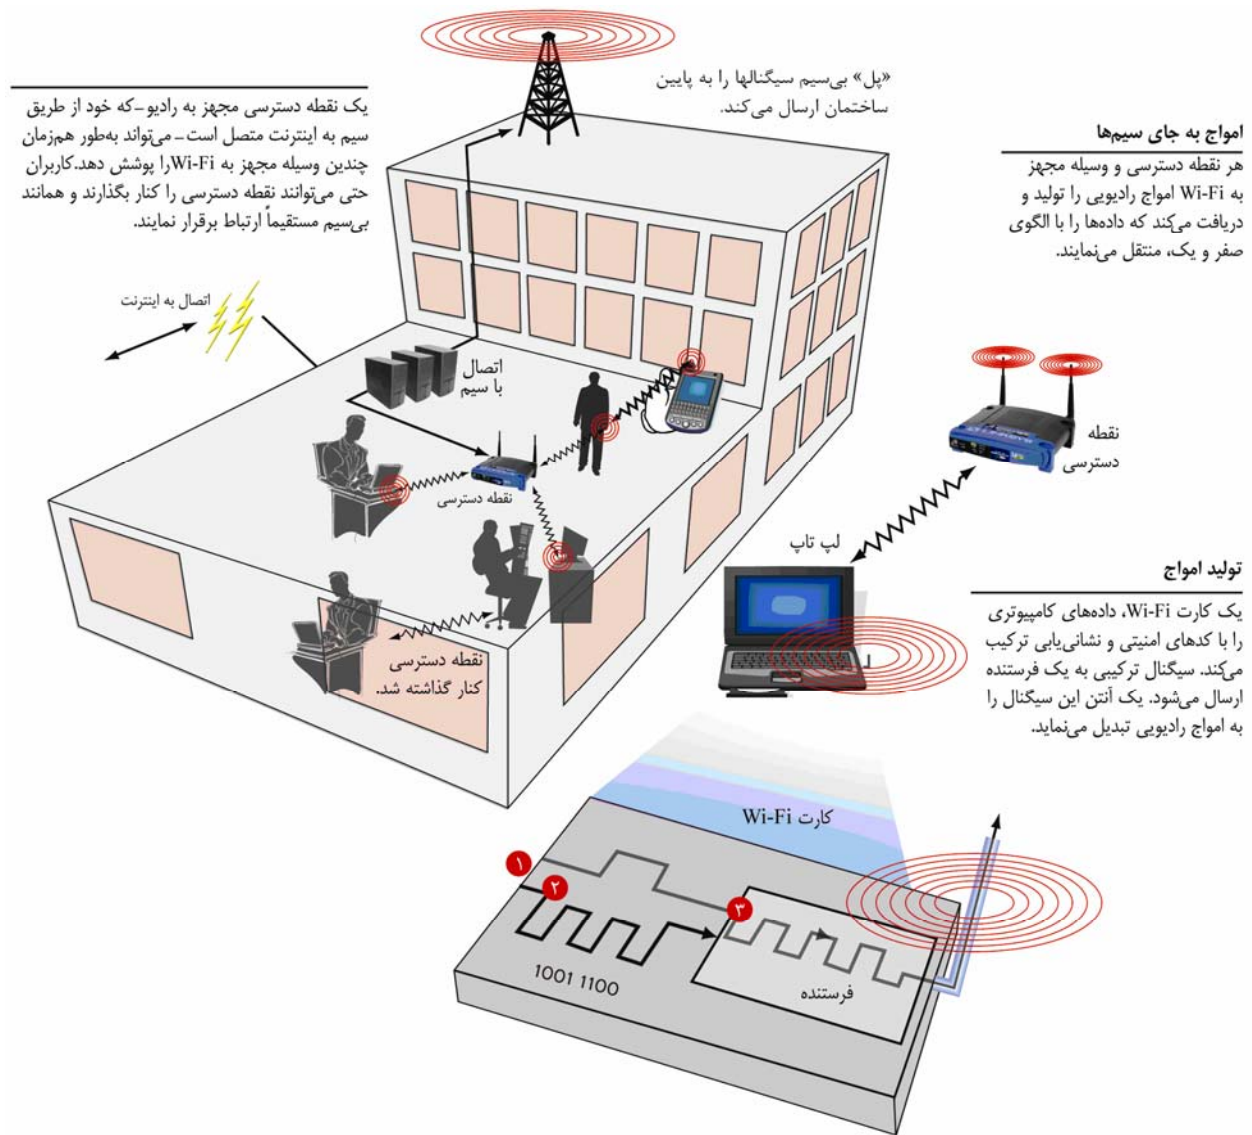 «پل» بی‌سیم سیگنالها را به پایین
ساختمان ارسال می‌کند.
یک نقطه دسترسی مجهز به رادیو-که خود از طریق
سیم به اینترنت متصل است- می‌تواند به‌طور هم‌زمان
چندین وسیله مجهز به Wi-Fi را پوشش دهد. کاربران
حتی می‌توانند نقطه دسترسی را کنار بگذارند و همانند
بی‌سیم مستقیماً ارتباط برقرار نمایند.
امواج به جای سیم‌ها
هر نقطه دسترسی و وسیله مجهز
به Wi-Fi امواج رادیویی را تولید و
دریافت می‌کند که داده‌ها را با الگوی
صفر و یک، منتقل می‌نمایند.
اتصال به اینترنت
اتصال
با سیم
نقطه دسترسی
نقطه
دسترسی
لپ تاپ
نقطه دسترسی
کنار گذاشته شد.
تولید امواج
یک کارت Wi-Fi، داده‌های کامپیوتری
را با کدهای امنیتی و نشانی‌یابی ترکیب
می‌کند. سیگنال ترکیبی به یک فرستنده
ارسال می‌شود. یک آنتن این سیگنال را
به امواج رادیویی تبدیل می‌نماید.
کارت Wi-Fi
۱
۲
۳
1001 1100
فرستنده